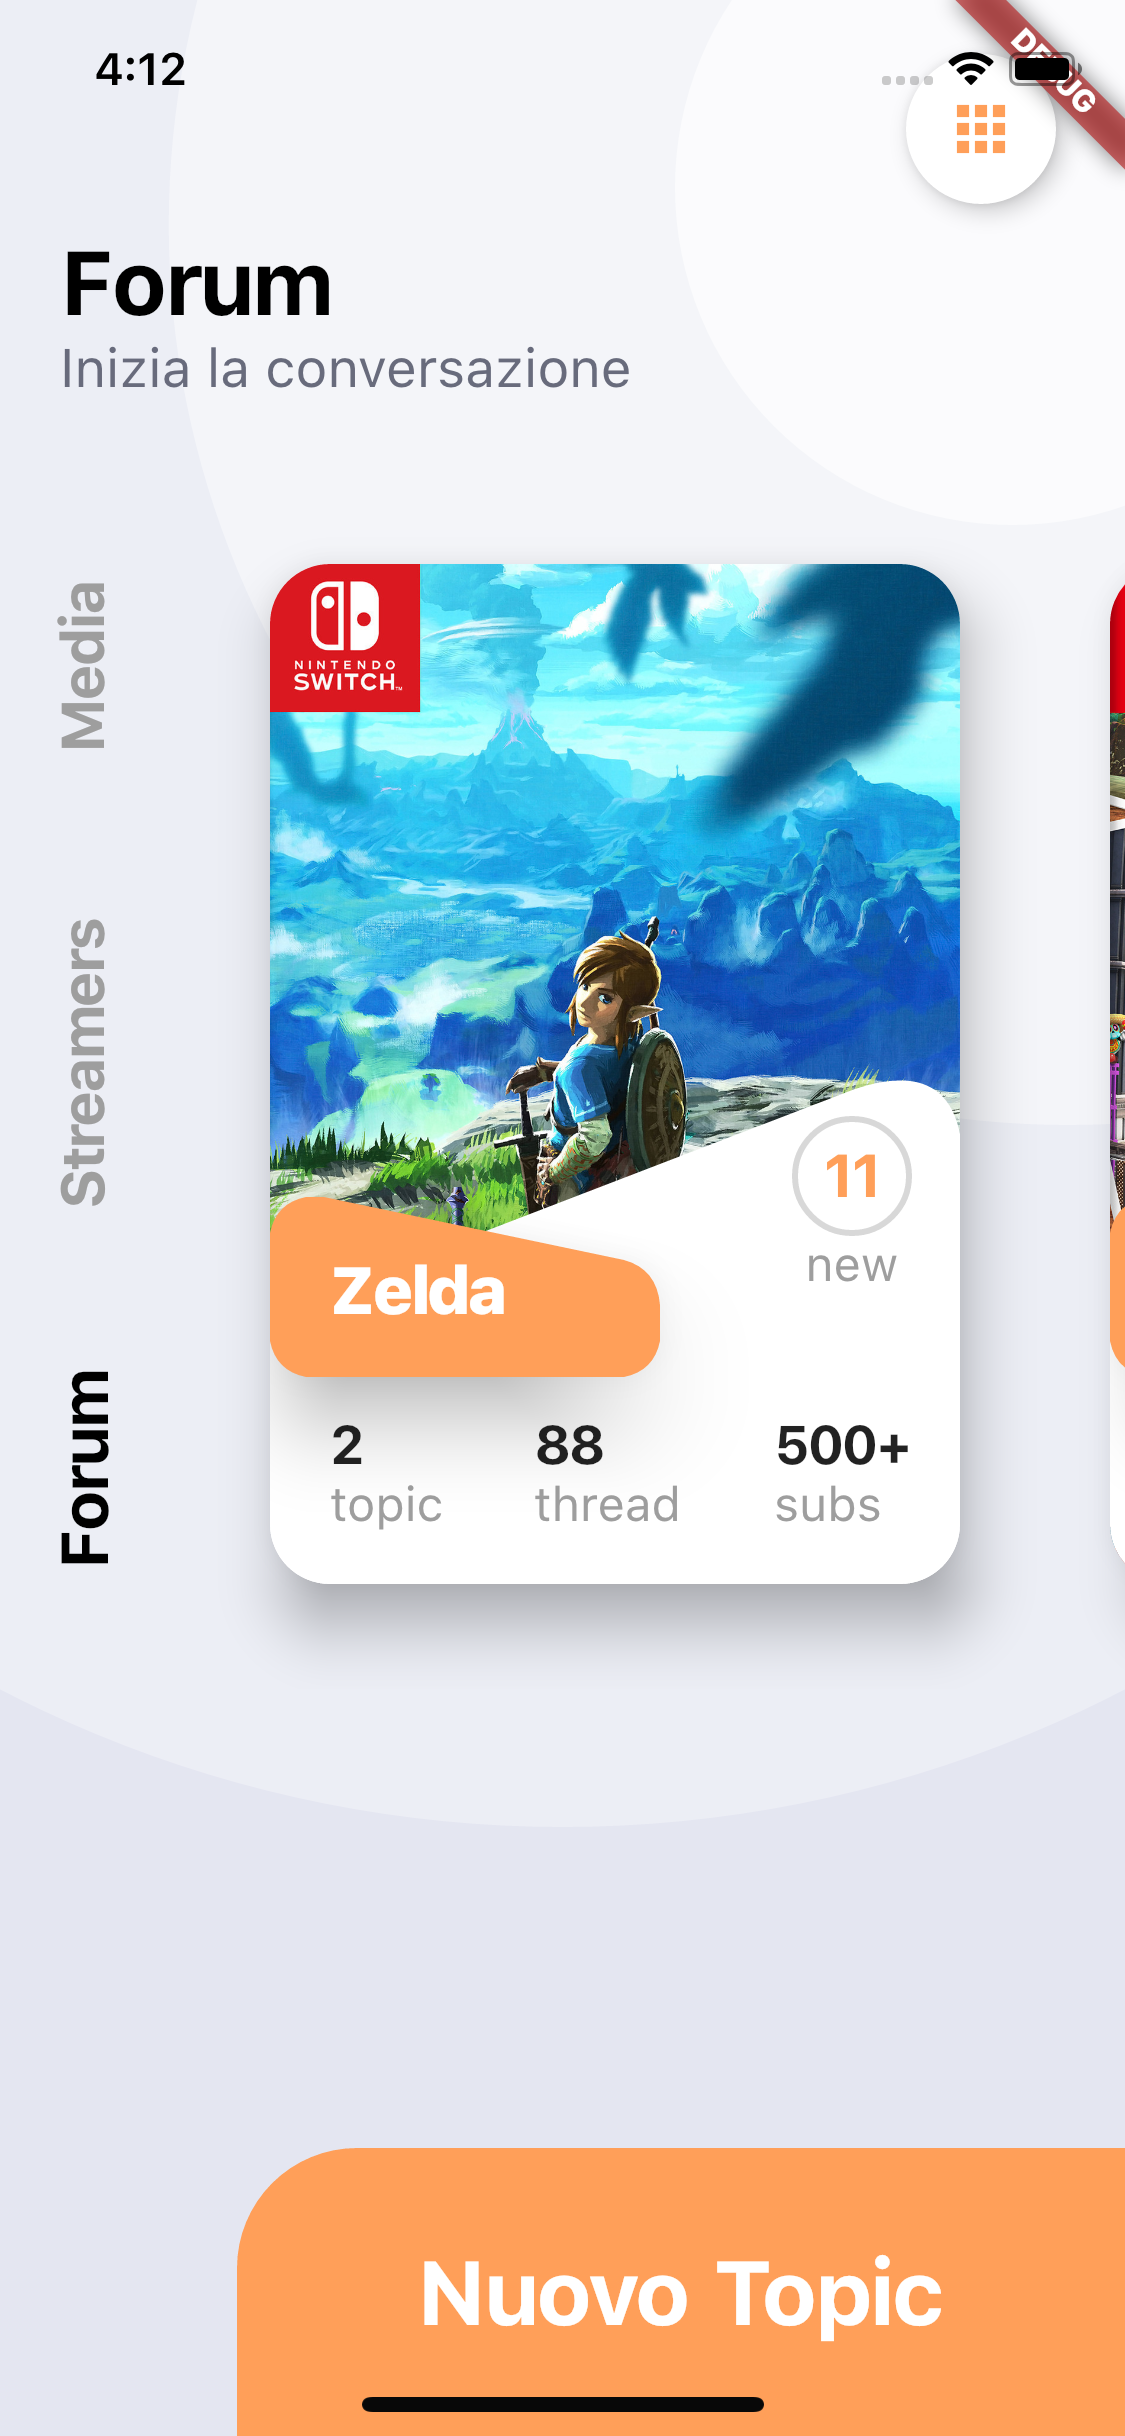 4:12
DEBUG
Forum
Inizia la conversazione
Media
Streamers
Forum
NINTENDO
SWITCH™
11
new
Zelda
2
topic
88
thread
500+
subs
Nuovo Topic